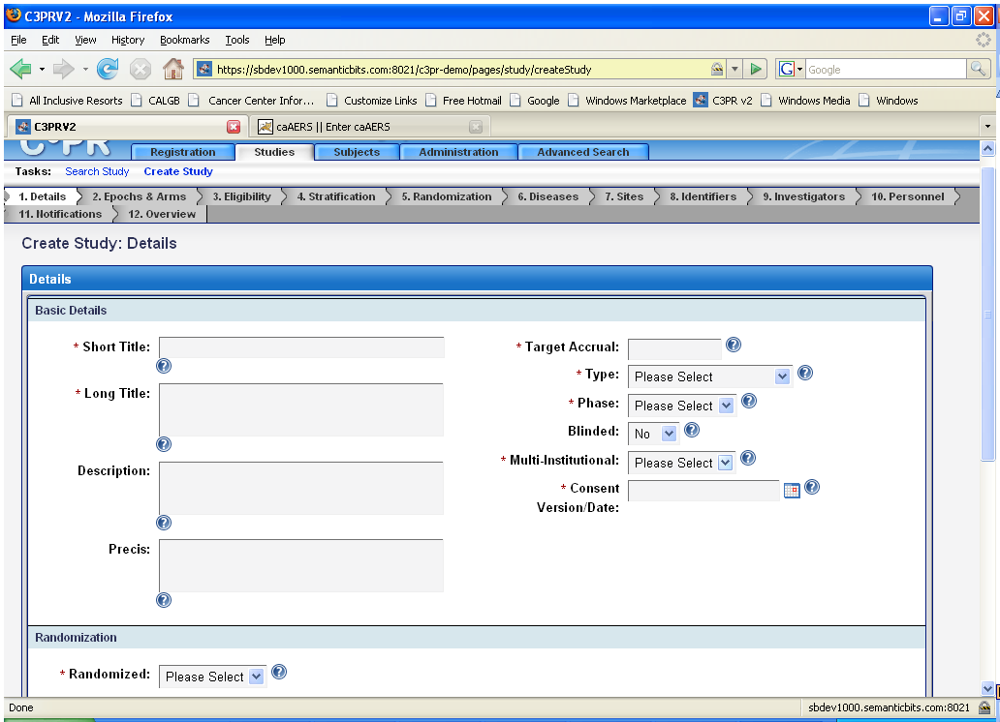 C3PRV2 - Mozilla Firefox
File Edit View History Bookmarks Tools Help
https://sbdev1000.semanticbits.com:8021/c3pr-demo/pages/study/createStudy
G Google
All Inclusive Resorts CALGB Cancer Center Infor... Customize Links Free Hotmail Google Windows Marketplace C3PR v2 Windows Media Windows
C3PRV2 caAERS || Enter caAERS
C3PR Registration Studies Subjects Administration Advanced Search
Tasks: Search Study Create Study
1. Details 2. Epochs & Arms 3. Eligibility 4. Stratification 5. Randomization 6. Diseases 7. Sites 8. Identifiers 9. Investigators 10. Personnel
11. Notifications 12. Overview
Create Study: Details
Details
Basic Details
* Short Title:
?
* Long Title:
?
Description:
?
Precis:
?
* Target Accrual: ?
* Type: Please Select ?
* Phase: Please Select ?
Blinded: No ?
* Multi-Institutional: Please Select ?
* Consent ?
Version/Date:
Randomization
* Randomized: Please Select ?
Done sbdev1000.semanticbits.com:8021